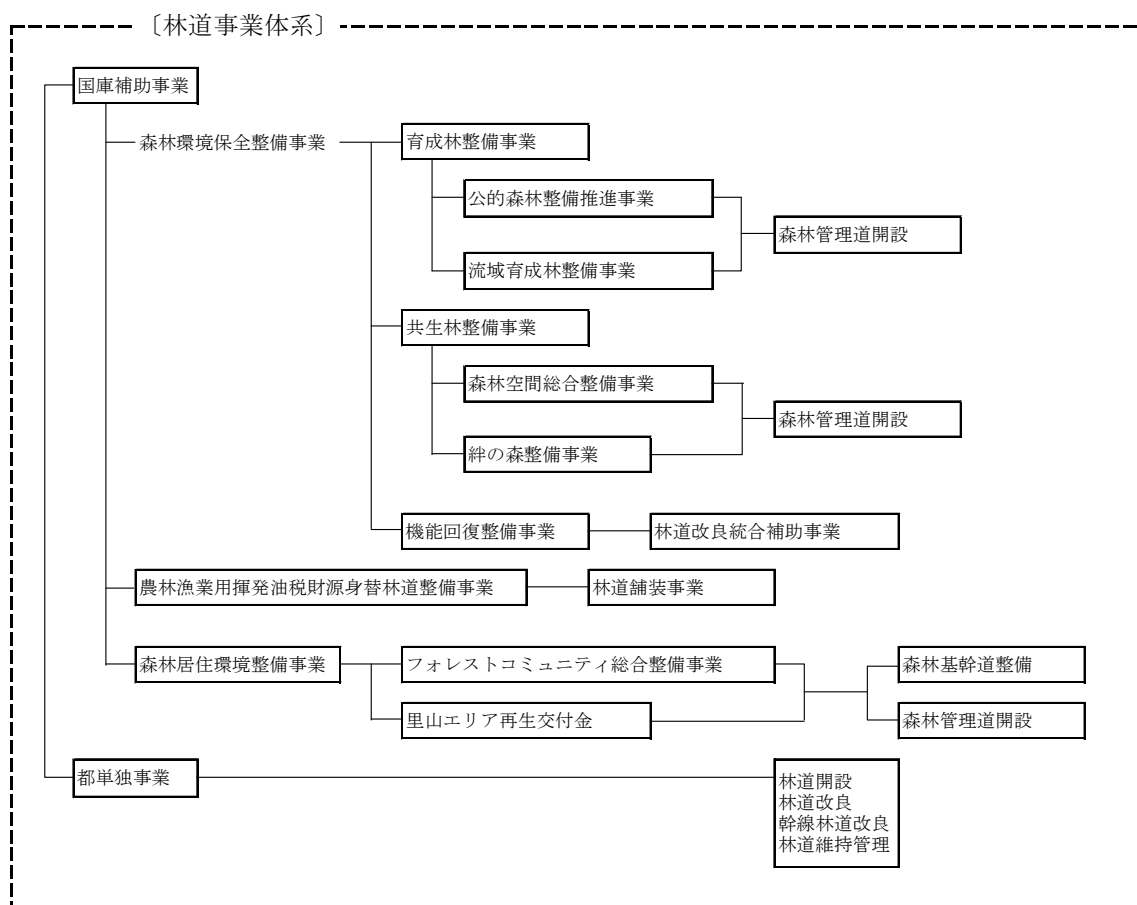 〔林道事業体系〕
国庫補助事業
森林環境保全整備事業
育成林整備事業
公的森林整備推進事業
森林管理道開設
流域育成林整備事業
共生林整備事業
森林空間総合整備事業
森林管理道開設
絆の森整備事業
機能回復整備事業
林道改良統合補助事業
農林漁業用揮発油税財源身替林道整備事業
林道舗装事業
森林居住環境整備事業
フォレストコミュニティ総合整備事業
森林基幹道整備
里山エリア再生交付金
森林管理道開設
都単独事業
林道開設
林道改良
幹線林道改良
林道維持管理